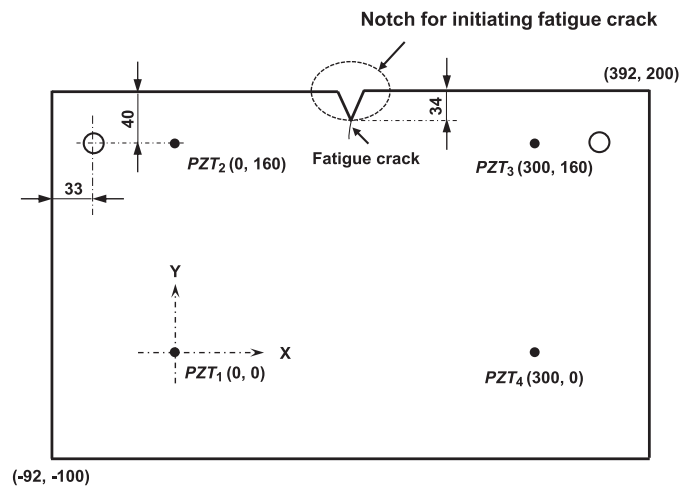 Notch for initiating fatigue crack
(392, 200)
40
34
Fatigue crack
PZT2 (0, 160)
PZT3 (300, 160)
33
Y
X
PZT1 (0, 0)
PZT4 (300, 0)
(-92, -100)